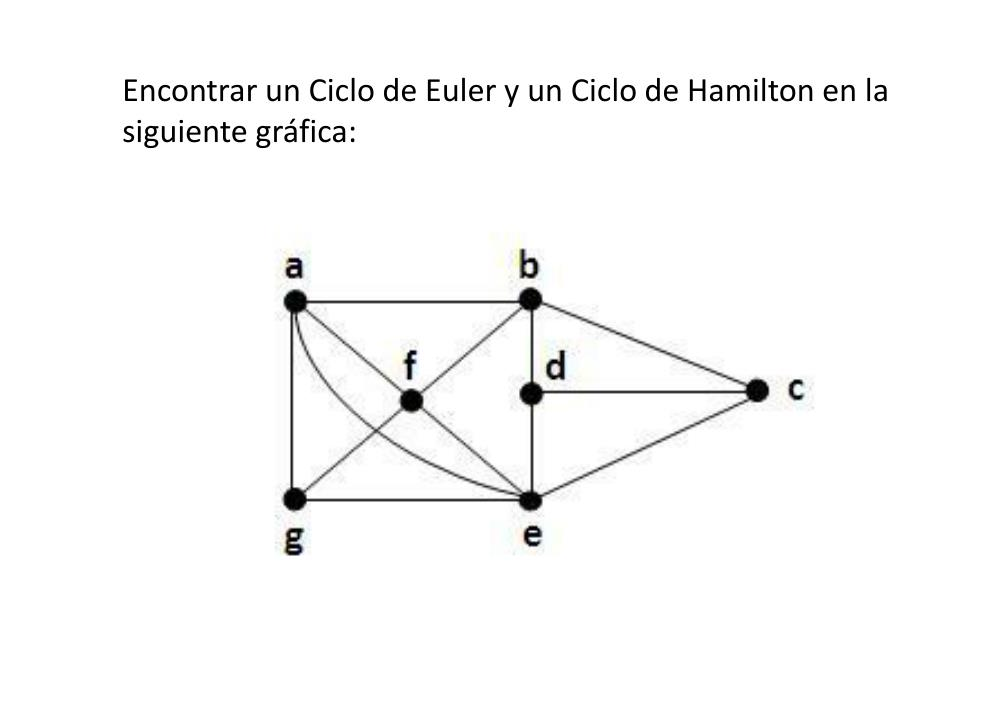 Encontrar un Ciclo de Euler y un Ciclo de Hamilton en la
siguiente gráfica:
a
b
f
d
c
g
e